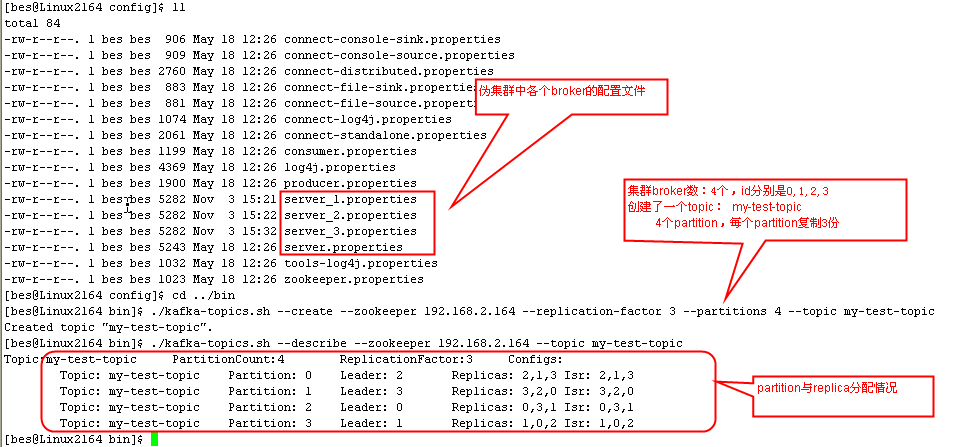 [bes@Linux2164 config]$ ll
total 84
-rw-r--r--. 1 bes bes  906 May 18 12:26 connect-console-sink.properties
-rw-r--r--. 1 bes bes  909 May 18 12:26 connect-console-source.properties
-rw-r--r--. 1 bes bes 2760 May 18 12:26 connect-distributed.properties
-rw-r--r--. 1 bes bes  883 May 18 12:26 connect-file-sink.properties
-rw-r--r--. 1 bes bes  881 May 18 12:26 connect-file-source.properties
伪集群中各个broker的配置文件
-rw-r--r--. 1 bes bes 1074 May 18 12:26 connect-log4j.properties
-rw-r--r--. 1 bes bes 2061 May 18 12:26 connect-standalone.properties
-rw-r--r--. 1 bes bes 1199 May 18 12:26 consumer.properties
-rw-r--r--. 1 bes bes 4369 May 18 12:26 log4j.properties
-rw-r--r--. 1 bes bes 1900 May 18 12:26 producer.properties
-rw-r--r--. 1 bes bes 5282 Nov  3 15:21 server_1.properties
-rw-r--r--. 1 bes bes 5282 Nov  3 15:22 server_2.properties
-rw-r--r--. 1 bes bes 5282 Nov  3 15:32 server_3.properties
-rw-r--r--. 1 bes bes 5243 May 18 12:26 server.properties
集群broker数：4个，id分别是0, 1, 2, 3
创建了一个topic： my-test-topic
4个partition，每个partition复制3份
-rw-r--r--. 1 bes bes 1032 May 18 12:26 tools-log4j.properties
-rw-r--r--. 1 bes bes 1023 May 18 12:26 zookeeper.properties
[bes@Linux2164 config]$ cd ../bin
[bes@Linux2164 bin]$ ./kafka-topics.sh --create --zookeeper 192.168.2.164 --replication-factor 3 --partitions 4 --topic my-test-topic
Created topic "my-test-topic".
[bes@Linux2164 bin]$ ./kafka-topics.sh --describe --zookeeper 192.168.2.164 --topic my-test-topic
Topic:my-test-topic PartitionCount:4 ReplicationFactor:3 Configs:
Topic: my-test-topic Partition: 0 Leader: 2 Replicas: 2,1,3 Isr: 2,1,3
Topic: my-test-topic Partition: 1 Leader: 3 Replicas: 3,2,0 Isr: 3,2,0
Topic: my-test-topic Partition: 2 Leader: 0 Replicas: 0,3,1 Isr: 0,3,1
Topic: my-test-topic Partition: 3 Leader: 1 Replicas: 1,0,2 Isr: 1,0,2
partition与replica分配情况
[bes@Linux2164 bin]$